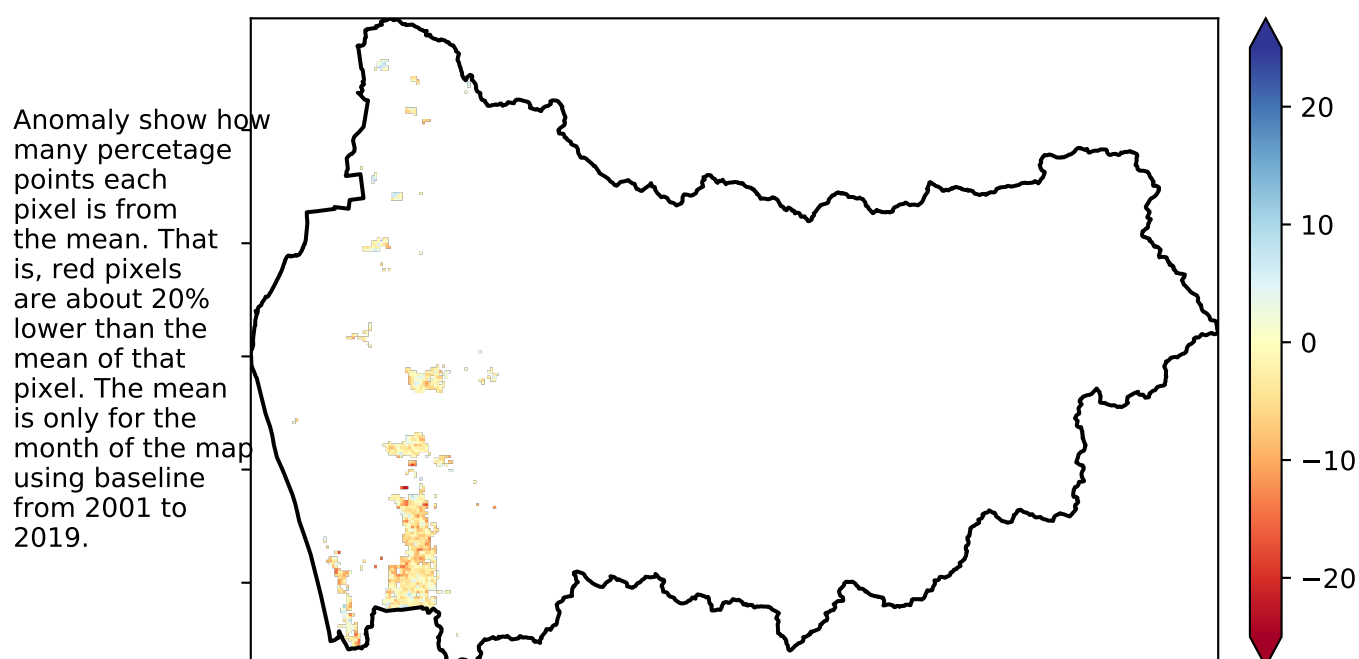 Anomaly show how
many percetage
points each
pixel is from
the mean. That
is, red pixels
are about 20%
lower than the
mean of that
pixel. The mean
is only for the
month of the map
using baseline
from 2001 to
2019.
20
10
0
−10
−20